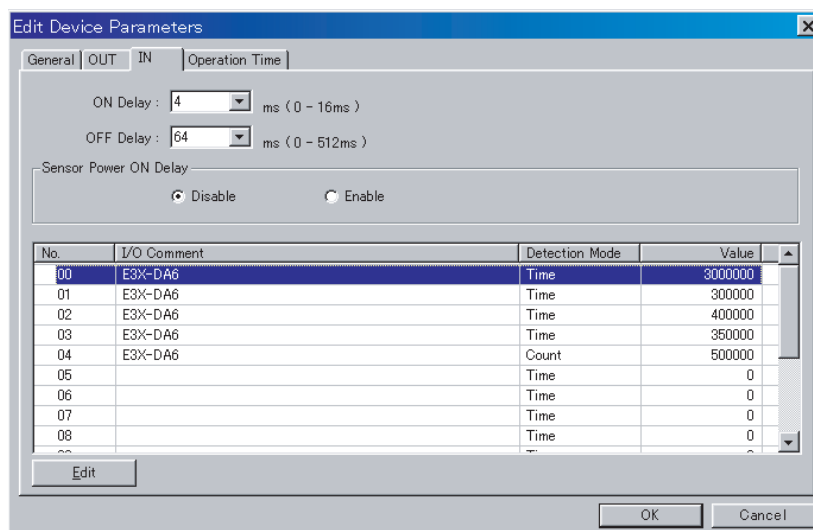 Edit Device Parameters
General OUT IN Operation Time
ON Delay : 4 ms ( 0 - 16ms )
OFF Delay : 64 ms ( 0 - 512ms )
Sensor Power ON Delay
Disable Enable
No. I/O Comment Detection Mode Value
00 E3X-DA6 Time 3000000
01 E3X-DA6 Time 300000
02 E3X-DA6 Time 400000
03 E3X-DA6 Time 350000
04 E3X-DA6 Count 500000
05 Time 0
06 Time 0
07 Time 0
08 Time 0
Edit
OK Cancel